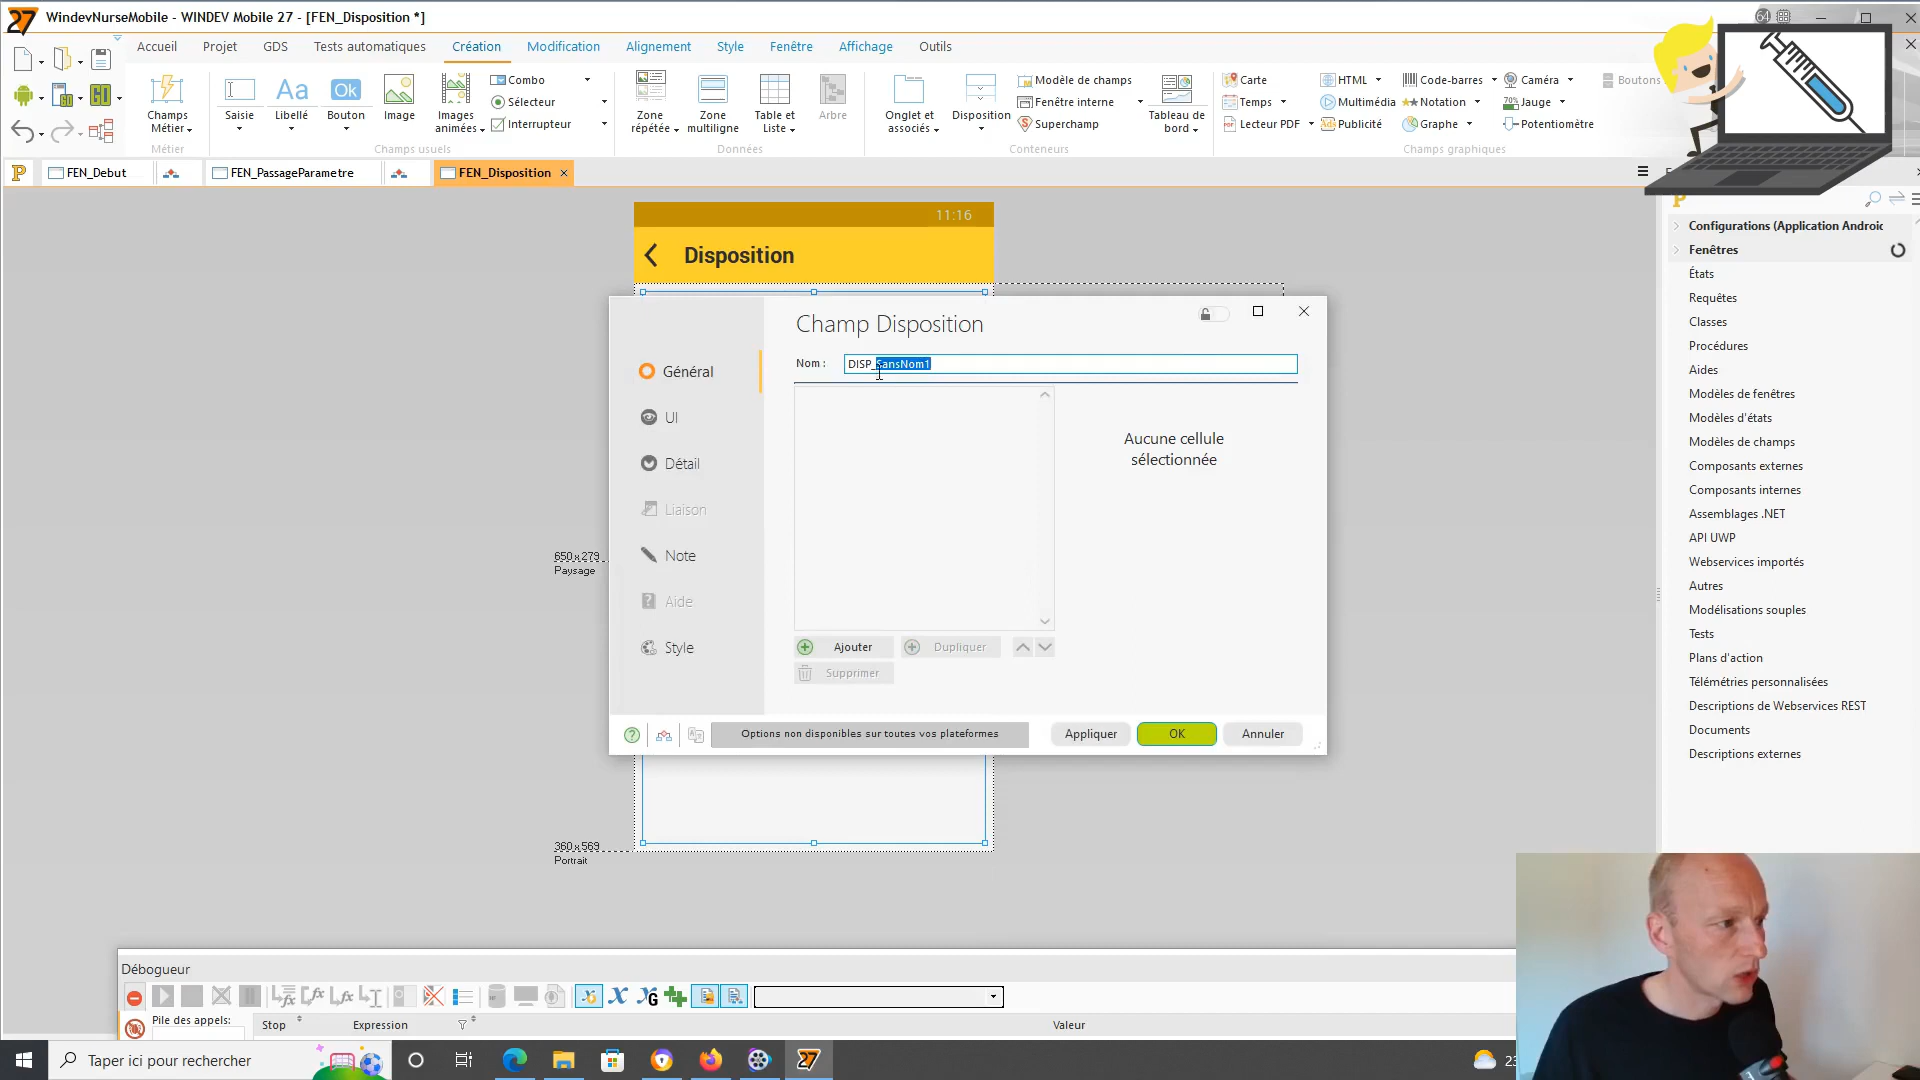 WindevNurseMobile - WINDEV Mobile 27 - [FEN_Disposition *]
64
Accueil Projet GDS Tests automatiques Création Modification Alignement Style Fenêtre Affichage Outils
Champs Métier
Saisie
Libellé
Bouton
Image
Images animées
Combo
Sélecteur
Interrupteur
Zone répétée
Zone multiligne
Table et Liste
Arbre
Onglet et associés
Disposition
Modèle de champs
Fenêtre interne
Superchamp
Tableau de bord
Carte
Temps
Lecteur PDF
HTML
Multimédia
Publicité
Code-barres
Notation
Graphe
Caméra
Jauge
Potentiomètre
Boutons
Métier
Champs usuels
Données
Conteneurs
Champs graphiques
FEN_Debut
FEN_PassageParametre
FEN_Disposition
11:16
Disposition
Champ Disposition
Nom : DISP_SansNom1
Général
UI
Détail
Liaison
Note
Aide
Style
Aucune cellule
sélectionnée
Ajouter
Dupliquer
Supprimer
Options non disponibles sur toutes vos plateformes
Appliquer
OK
Annuler
650 x 279
Paysage
360 x 569
Portrait
Configurations (Application Androic
Fenêtres
États
Requêtes
Classes
Procédures
Aides
Modèles de fenêtres
Modèles d'états
Modèles de champs
Composants externes
Composants internes
Assemblages .NET
API UWP
Webservices importés
Autres
Modélisations souples
Tests
Plans d'action
Télémétries personnalisées
Descriptions de Webservices REST
Documents
Descriptions externes
Débogueur
Pile des appels:
Stop
Expression
Valeur
Taper ici pour rechercher